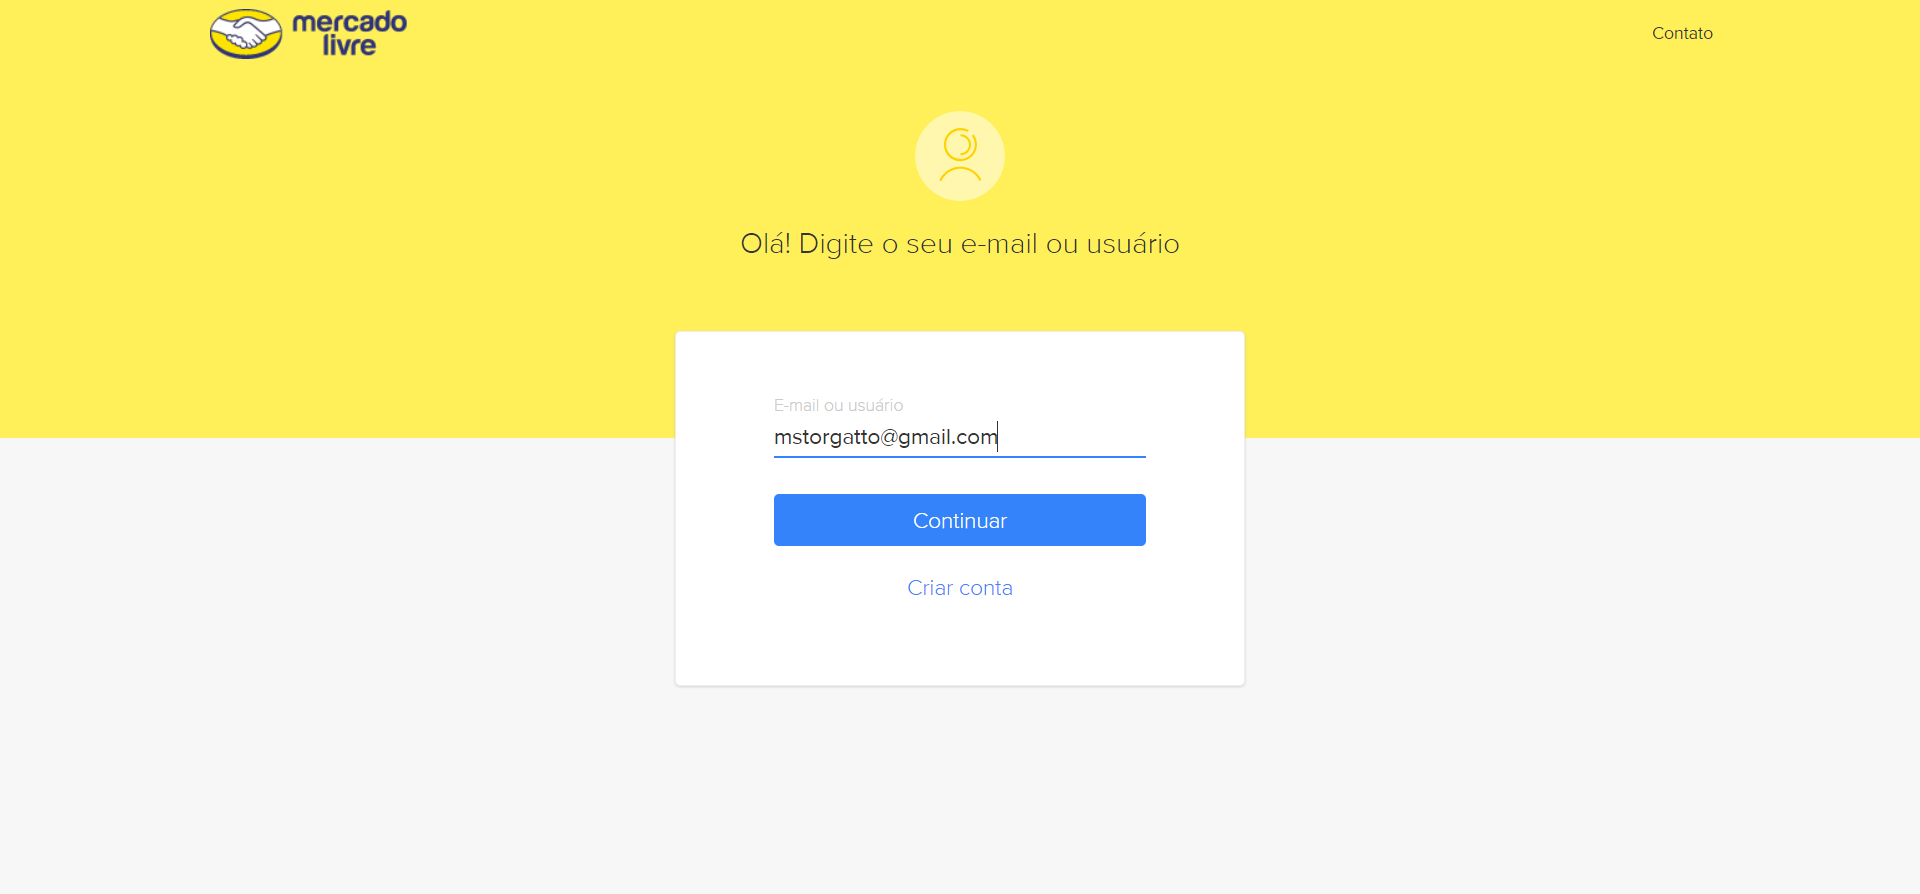 mercado
livre
Contato
Olá! Digite o seu e-mail ou usuário
E-mail ou usuário
mstorgatto@gmail.com
Continuar
Criar conta